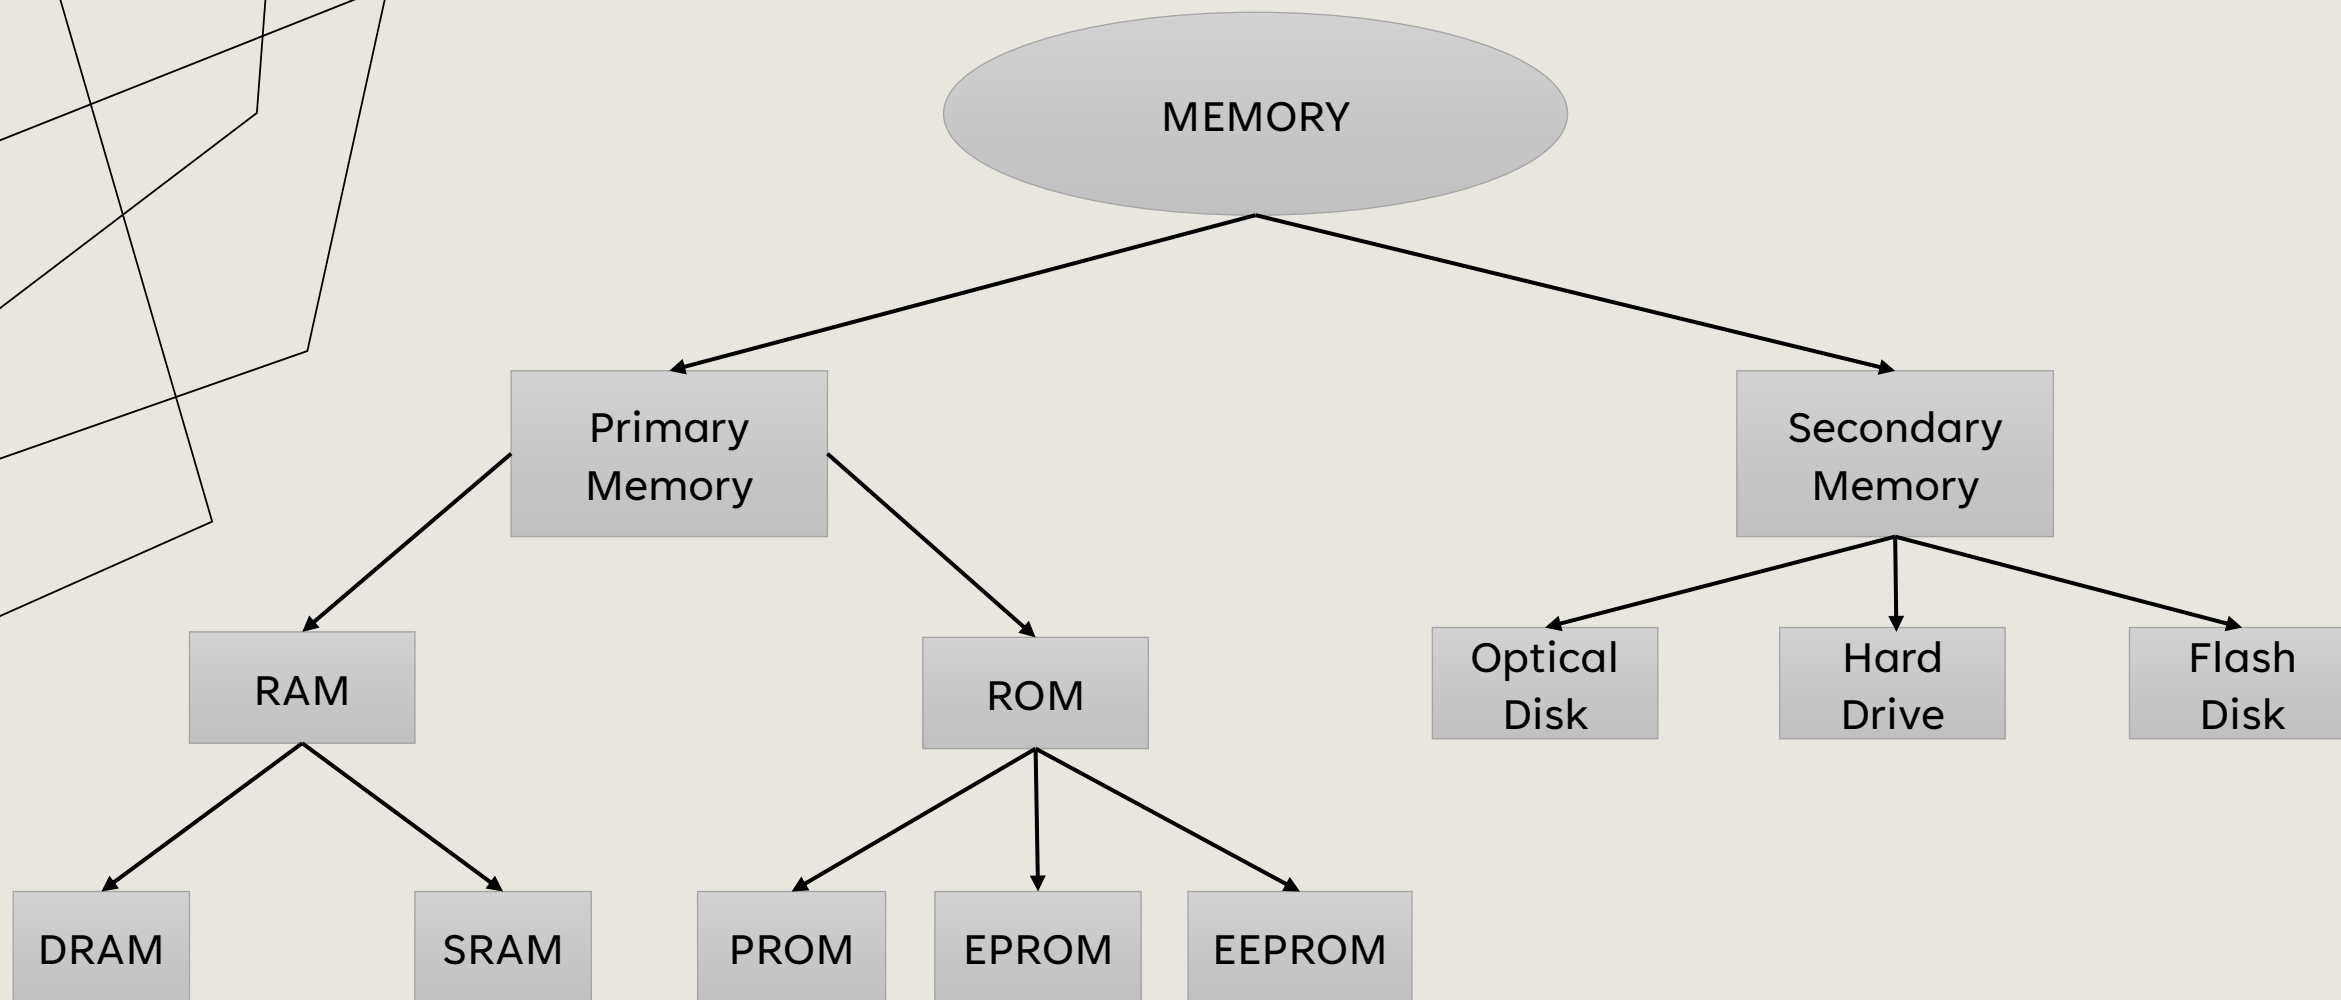 MEMORY
Primary
Memory
Secondary
Memory
RAM
ROM
Optical
Disk
Hard
Drive
Flash
Disk
DRAM
SRAM
PROM
EPROM
EEPROM